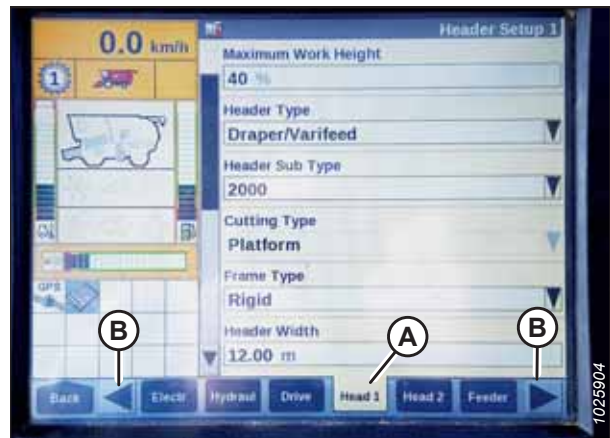 0.0 km/h
Header Setup 1
Maximum Work Height
40 %
1
Header Type
Draper/Varifeed
Header Sub Type
2000
Cutting Type
Platform
Frame Type
Rigid
GPS
Header Width
12.00 m
B
A
B
Back
Electr
Hydraul
Drive
Head 1
Head 2
Feeder
1025904